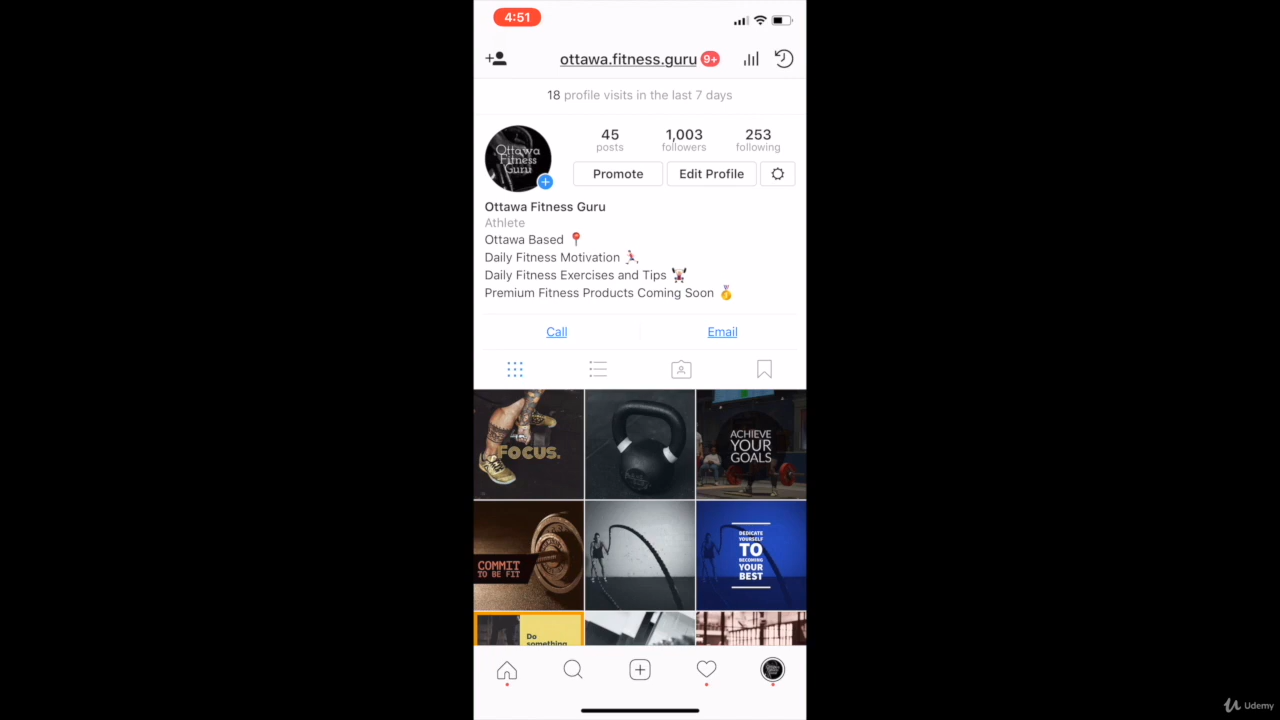 4:51
ottawa.fitness.guru 9+
18 profile visits in the last 7 days
45 1,003 253
posts followers following
Ottawa
Fitness
Guru
Promote Edit Profile
Ottawa Fitness Guru
Athlete
Ottawa Based
Daily Fitness Motivation
Daily Fitness Exercises and Tips
Premium Fitness Products Coming Soon
Call Email
FOCUS.
ACHIEVE
YOUR
GOALS
COMMIT
TO BE FIT
DEDICATE
YOURSELF
TO
BECOMING
YOUR
BEST
Do
something
Udemy